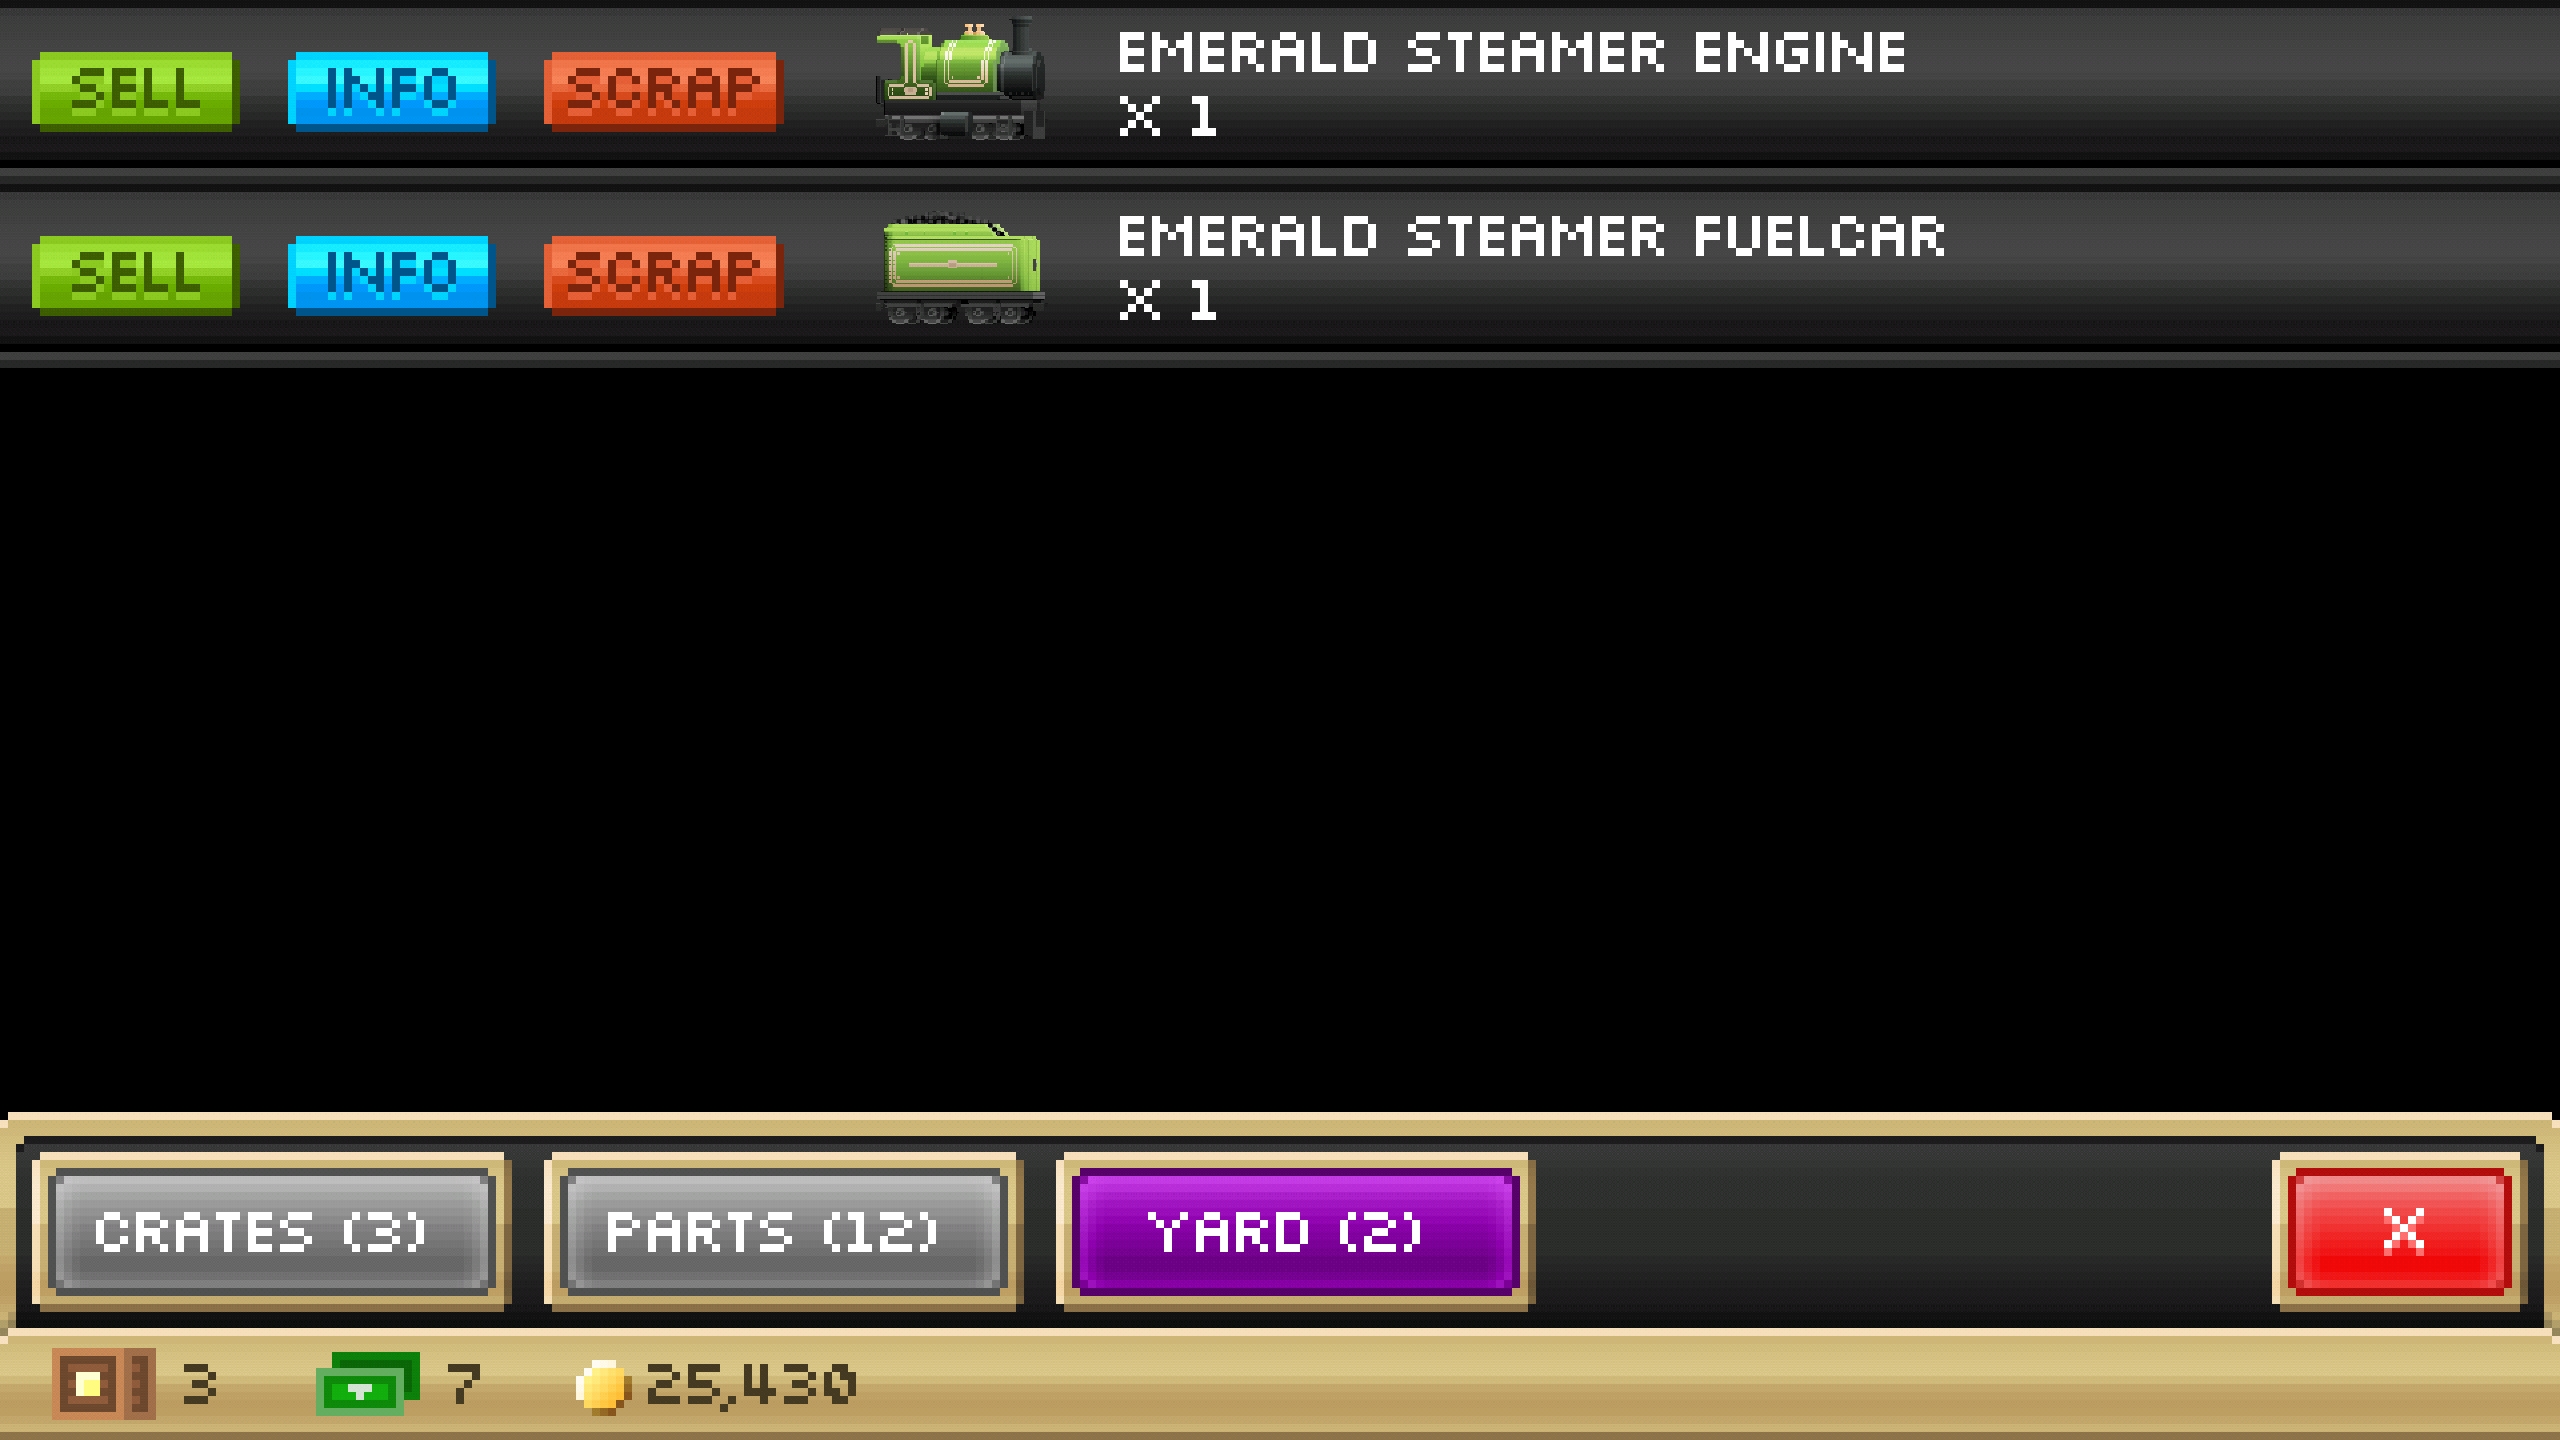 SELL INFO SCRAP EMERALD STEAMER ENGINE
X 1
SELL INFO SCRAP EMERALD STEAMER FUELCAR
X 1
CRATES (3) PARTS (12) YARD (2) X
3 7 25,430